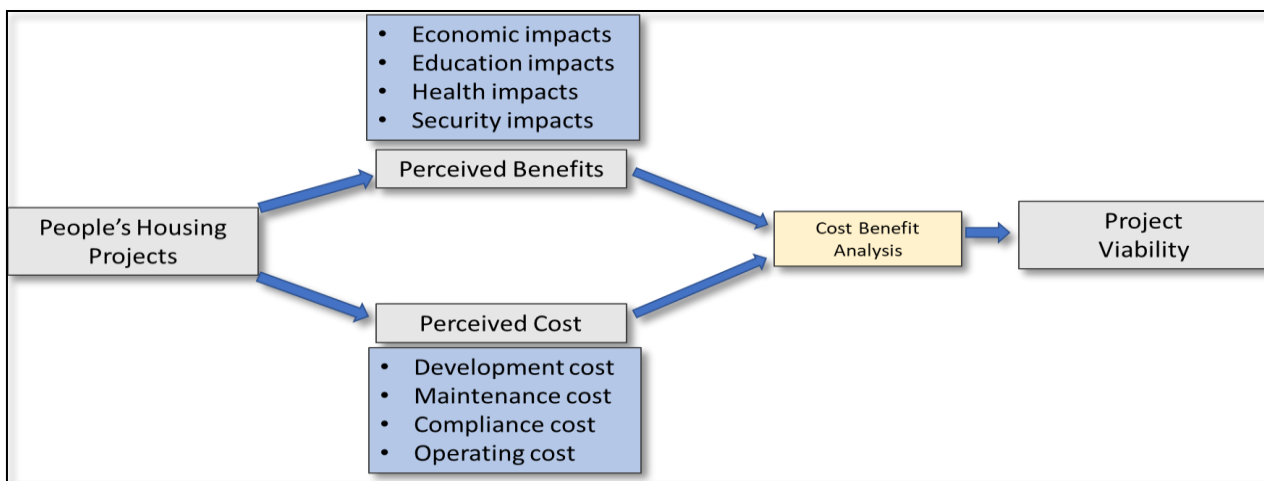 • Economic impacts
• Education impacts
• Health impacts
• Security impacts
Perceived Benefits
People’s Housing
Projects
Cost Benefit
Analysis
Project
Viability
Perceived Cost
• Development cost
• Maintenance cost
• Compliance cost
• Operating cost